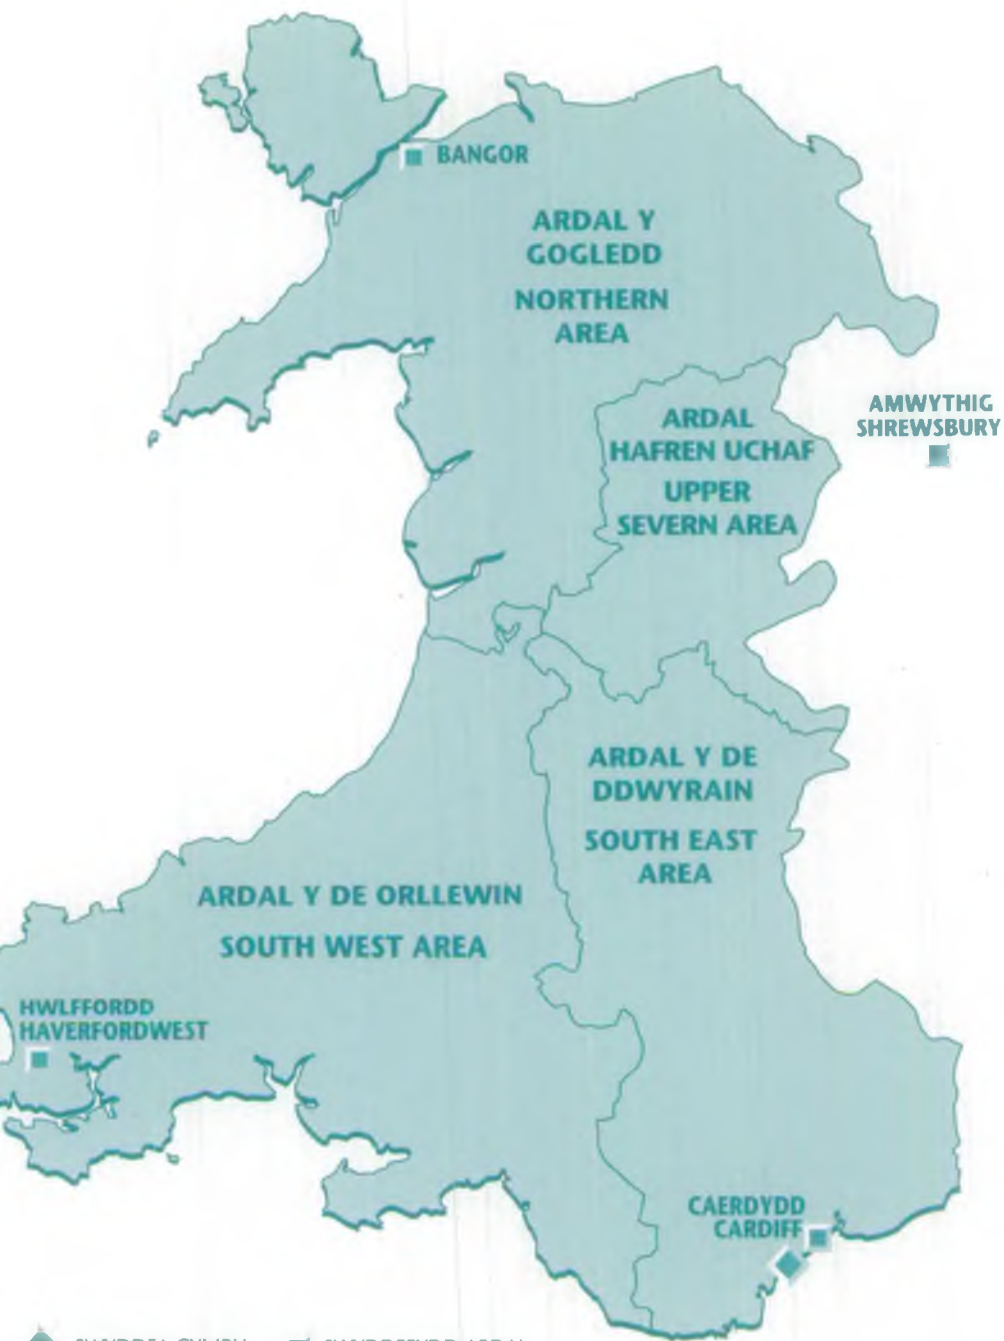 BANGOR
ARDAL Y
GOGLEDD
NORTHERN
AREA
AMWYTHIG
SHREWSBURY
ARDAL
HAFREN UCHAF
UPPER
SEVERN AREA
ARDAL Y DE
DDWYRAIN
SOUTH EAST
AREA
ARDAL Y DE ORLLEWIN
SOUTH WEST AREA
HWLFFORDD
HAVERFORDWEST
CAERDYDD
CARDIFF